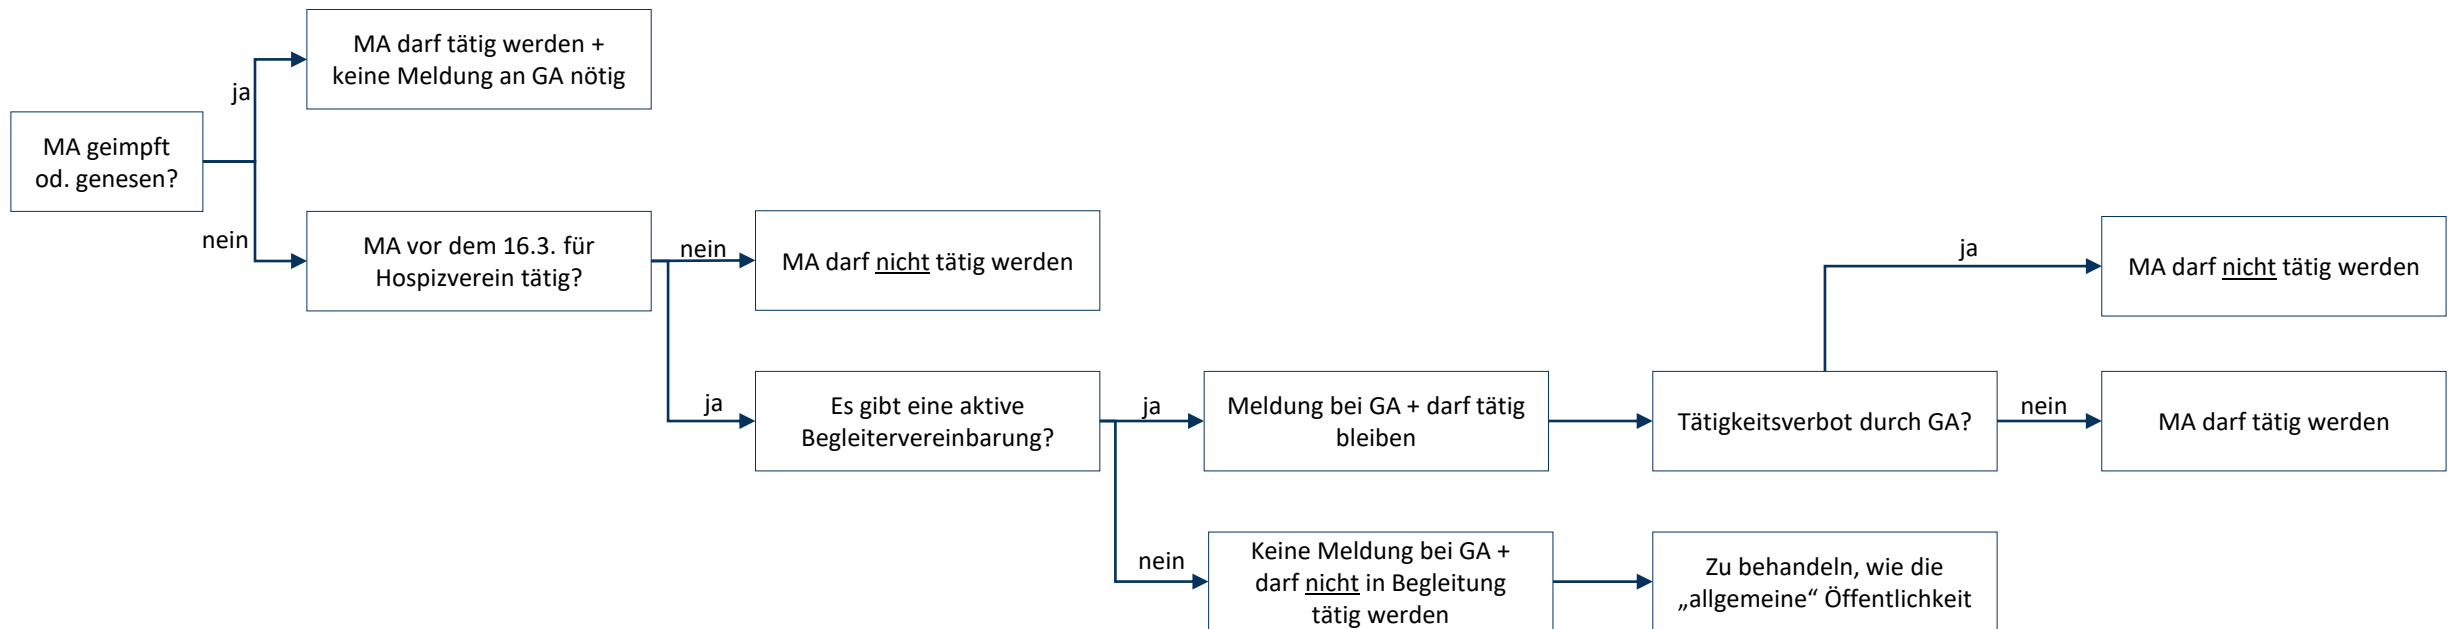 MA darf tätig werden +
keine Meldung an GA nötig
ja
MA geimpft
od. genesen?
nein
MA vor dem 16.3. für
Hospizverein tätig?
nein
MA darf nicht tätig werden
ja
MA darf nicht tätig werden
ja
Es gibt eine aktive
Begleitervereinbarung?
ja
Meldung bei GA + darf tätig
bleiben
Tätigkeitsverbot durch GA?
nein
MA darf tätig werden
nein
Keine Meldung bei GA +
darf nicht in Begleitung
tätig werden
Zu behandeln, wie die
„allgemeine“ Öffentlichkeit